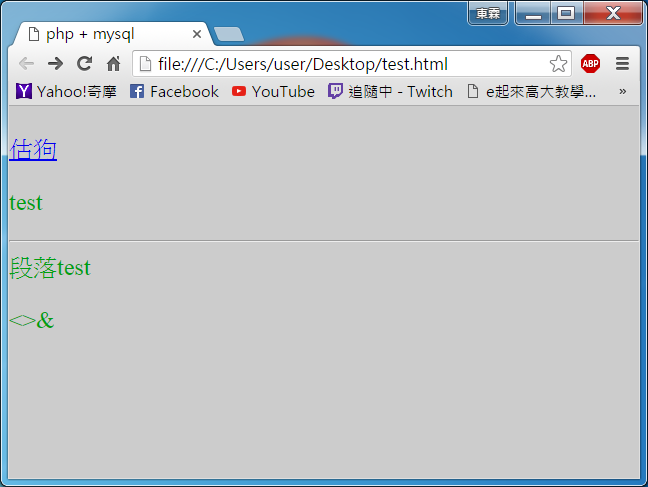 東霖
php + mysql
file:///C:/Users/user/Desktop/test.html
ABP
Yahoo!奇摩 Facebook YouTube 追隨中 - Twitch e起來高大教學... »
估狗
test
段落test
<>&